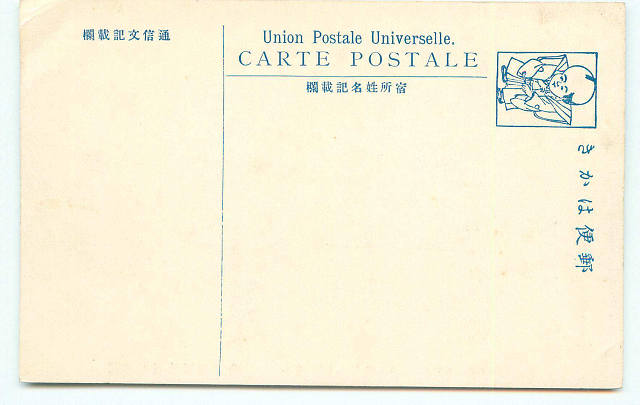 通信文記載欄
Union Postale Universelle.
CARTE POSTALE
宿所姓名記載欄
郵便はかき